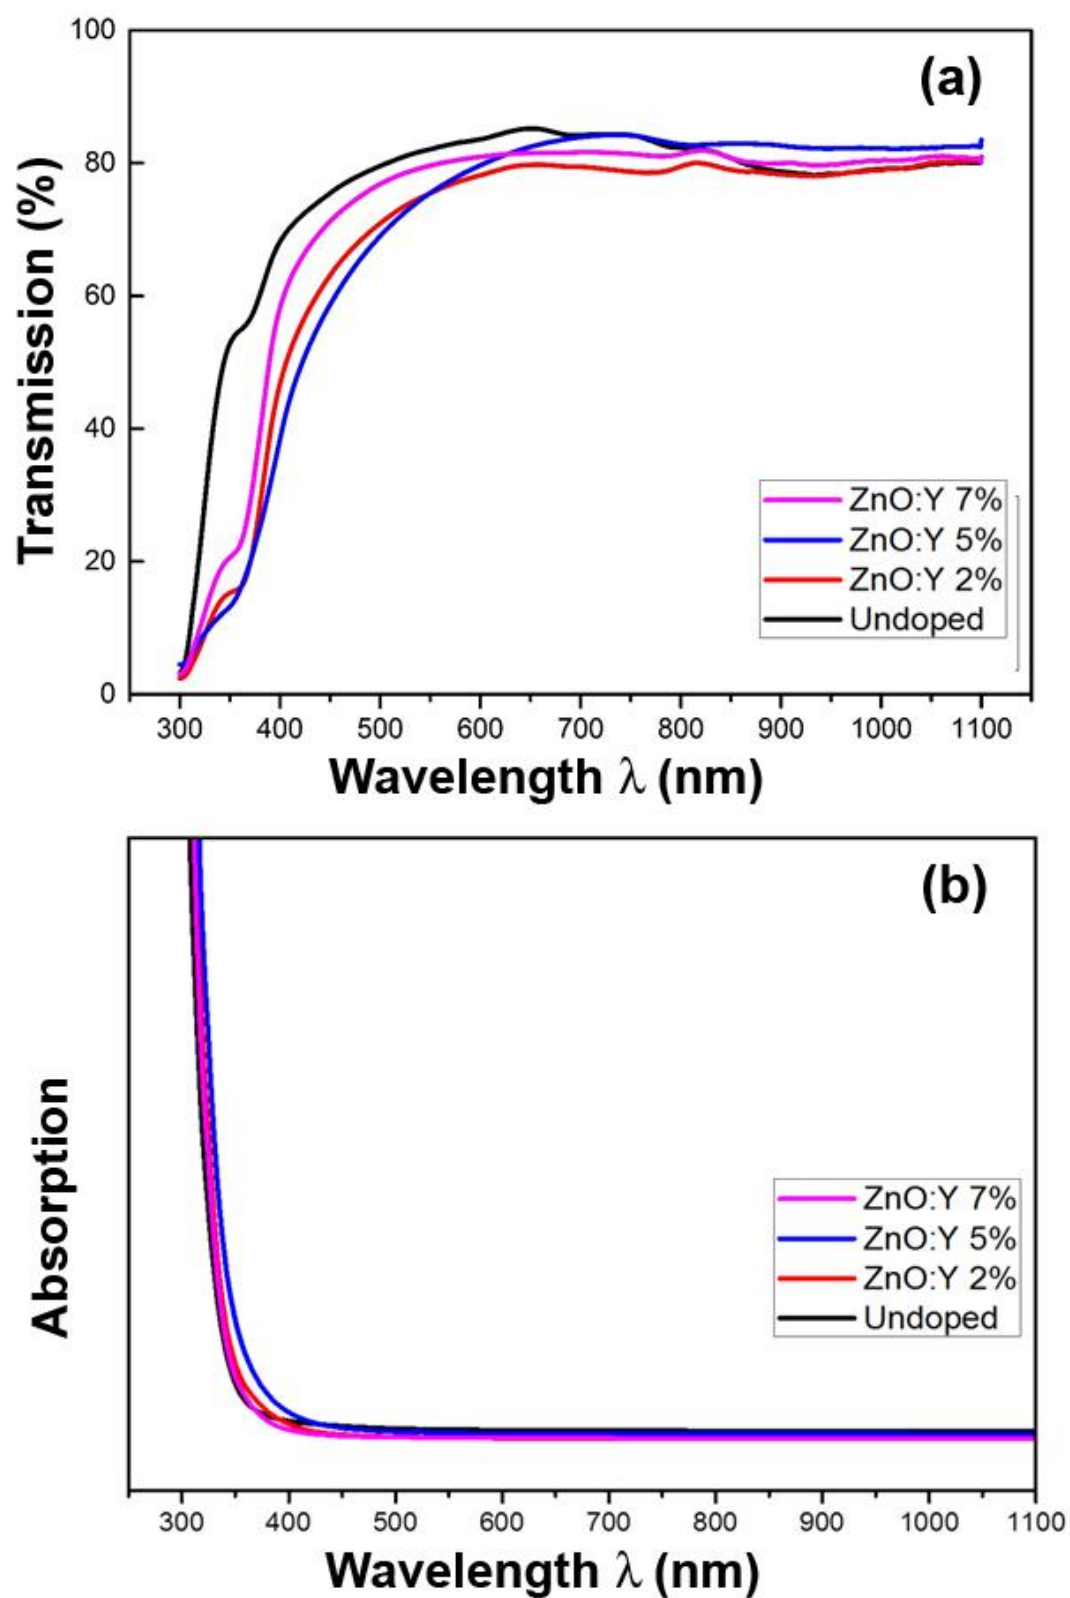 (a)
Transmission (%)
100
80
60
40
20
0
ZnO:Y 7%
ZnO:Y 5%
ZnO:Y 2%
Undoped
300 400 500 600 700 800 900 1000 1100
Wavelength λ (nm)
(b)
Absorption
ZnO:Y 7%
ZnO:Y 5%
ZnO:Y 2%
Undoped
300 400 500 600 700 800 900 1000 1100
Wavelength λ (nm)